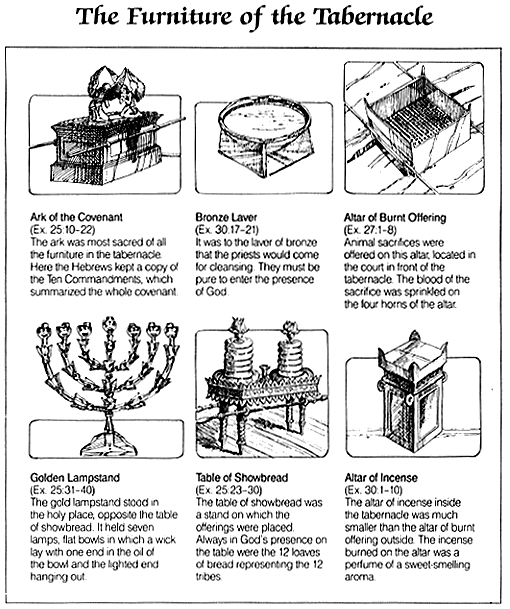 The Furniture of the Tabernacle
Ark of the Covenant
(Ex. 25:10-22)
The ark was most sacred of all
the furniture in the tabernacle.
Here the Hebrews kept a copy of
the Ten Commandments, which
summarized the whole covenant.
Bronze Laver
(Ex. 30:17-21)
It was to the laver of bronze
that the priests would come
for cleansing. They must be
pure to enter the presence
of God.
Altar of Burnt Offering
(Ex. 27:1-8)
Animal sacrifices were
offered on this altar, located in
the court in front of the
tabernacle. The blood of the
sacrifice was sprinkled on
the four horns of the altar.
Golden Lampstand
(Ex. 25:31-40)
The gold lampstand stood in
the holy place, opposite the table
of showbread. It held seven
lamps, flat bowls in which a wick
lay with one end in the oil of
the bowl and the lighted end
hanging out.
Table of Showbread
(Ex. 25:23-30)
The table of showbread was
a stand on which the
offerings were placed.
Always in God's presence on
the table were the 12 loaves
of bread representing the 12
tribes.
Altar of Incense
(Ex. 30:1-10)
The altar of incense inside
the tabernacle was much
smaller than the altar of burnt
offering outside. The incense
burned on the altar was a
perfume of a sweet-smelling
aroma.